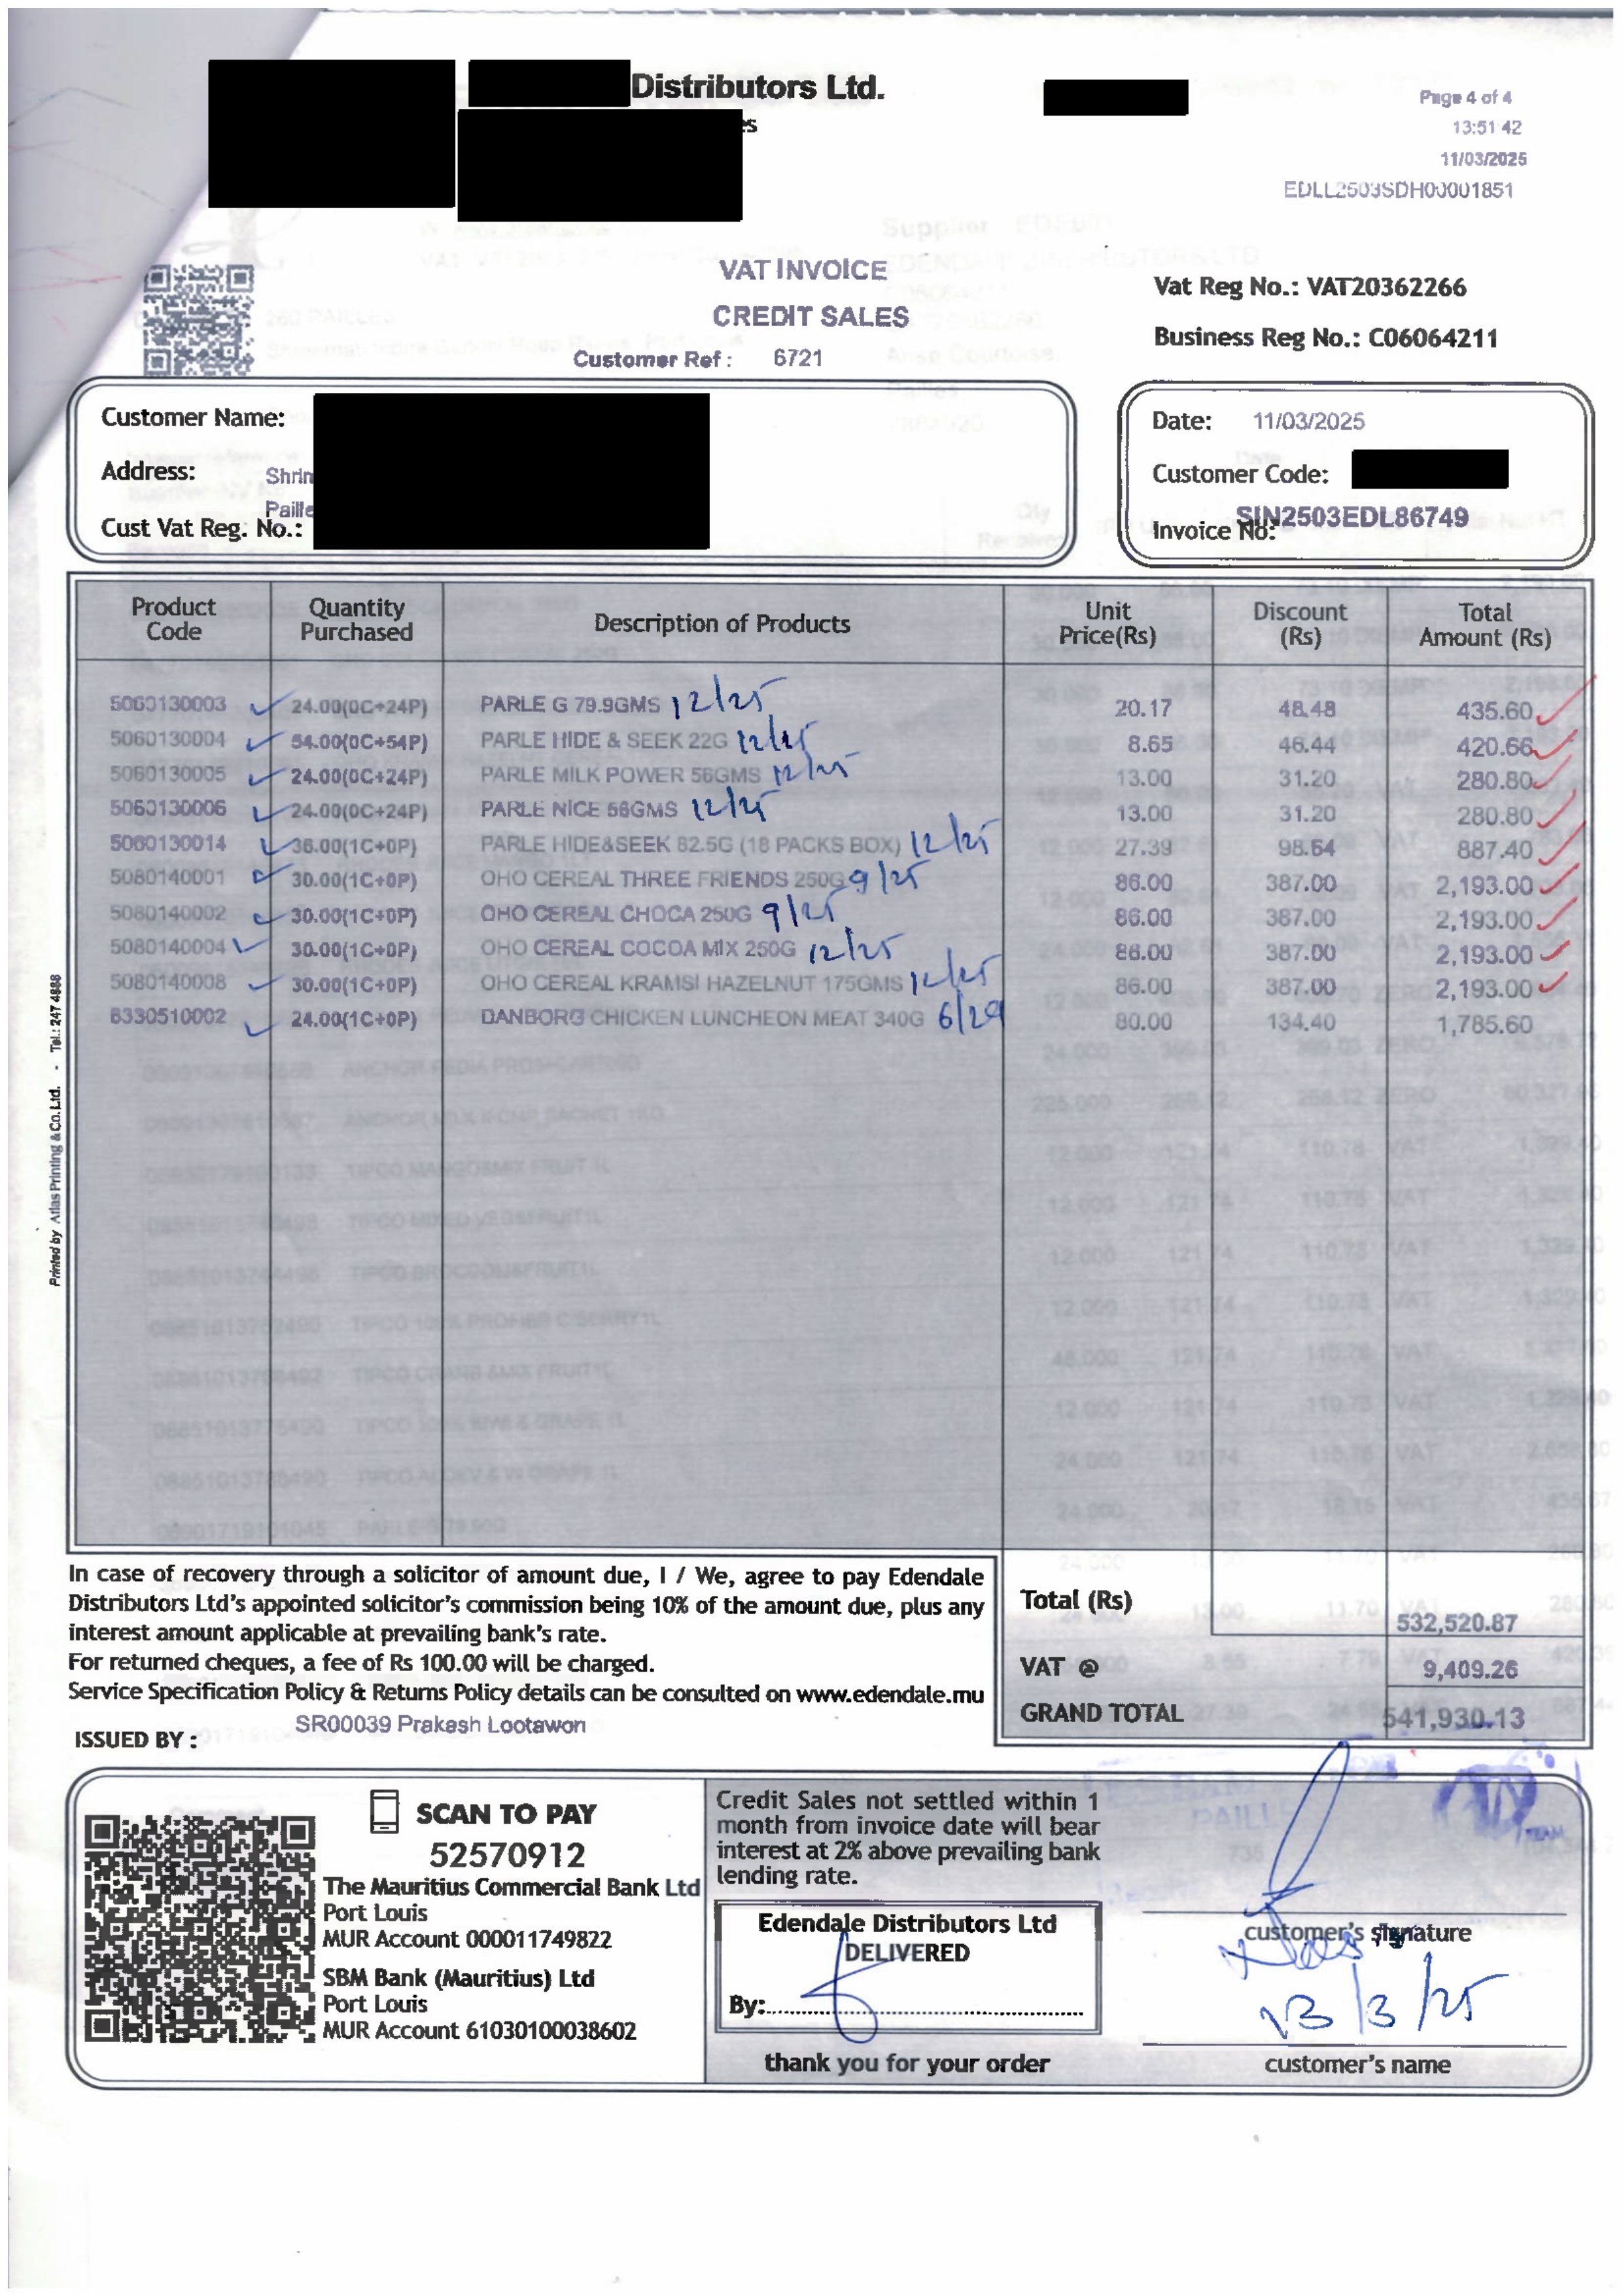 Distributors Ltd.
Page 4 of 4
13:51 42
11/03/2025
EDLL2503SDH00001851
VAT INVOICE
CREDIT SALES
Customer Ref : 6721
Vat Reg No.: VAT20362266
Business Reg No.: C06064211
Customer Name:
Address: Shrin
Paille
Cust Vat Reg. No.:
Date: 11/03/2025
Customer Code:
Invoice No: SIN2503EDL86749
Product Code Quantity Purchased Description of Products Unit Price(Rs) Discount (Rs) Total Amount (Rs)
5060130003 24.00(0C+24P) PARLE G 79.9GMS 12/25 20.17 48.48 435.60
5060130004 54.00(0C+54P) PARLE HIDE & SEEK 22G 12/25 8.65 46.44 420.66
5060130005 24.00(0C+24P) PARLE MILK POWER 56GMS 12/25 13.00 31.20 280.80
5060130006 24.00(0C+24P) PARLE NICE 56GMS 12/25 13.00 31.20 280.80
5060130014 36.00(1C+0P) PARLE HIDE&SEEK 82.5G (18 PACKS BOX) 12/25 27.39 98.64 887.40
5080140001 30.00(1C+0P) OHO CEREAL THREE FRIENDS 250G 9/25 86.00 387.00 2,193.00
5080140002 30.00(1C+0P) OHO CEREAL CHOCA 250G 9/25 86.00 387.00 2,193.00
5080140004 30.00(1C+0P) OHO CEREAL COCOA MIX 250G 12/25 86.00 387.00 2,193.00
5080140008 30.00(1C+0P) OHO CEREAL KRAMSI HAZELNUT 175GMS 12/25 86.00 387.00 2,193.00
8330510002 24.00(1C+0P) DANBORG CHICKEN LUNCHEON MEAT 340G 6/29 80.00 134.40 1,785.60
Printed by Atlas Printing & Co. Ltd. - Tel.: 247 4888
In case of recovery through a solicitor of amount due, I / We, agree to pay Edendale
Distributors Ltd's appointed solicitor's commission being 10% of the amount due, plus any
interest amount applicable at prevailing bank's rate.
For returned cheques, a fee of Rs 100.00 will be charged.
Service Specification Policy & Returns Policy details can be consulted on www.edendale.mu
Total (Rs) 532,520.87
VAT @ 9,409.26
GRAND TOTAL 541,930.13
ISSUED BY : SR00039 Prakash Lootawon
SCAN TO PAY
52570912
The Mauritius Commercial Bank Ltd
Port Louis
MUR Account 000011749822
SBM Bank (Mauritius) Ltd
Port Louis
MUR Account 61030100038602
Credit Sales not settled within 1
month from invoice date will bear
interest at 2% above prevailing bank
lending rate.
Edendale Distributors Ltd
DELIVERED
By:
thank you for your order
customer's signature
13/3/25
customer's name